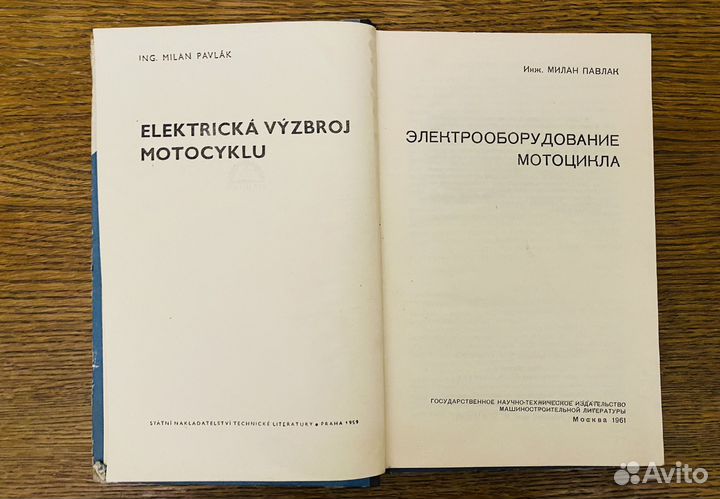 ING. MILAN PAVLÁK
ELEKTRICKÁ VÝZBROJ
MOTOCYKLU
STÁTNÍ NAKLADATELSTVÍ TECHNICKÉ LITERATURY • PRAHA 1959
Инж. МИЛАН ПАВЛАК
ЭЛЕКТРООБОРУДОВАНИЕ
МОТОЦИКЛА
ГОСУДАРСТВЕННОЕ НАУЧНО-ТЕХНИЧЕСКОЕ ИЗДАТЕЛЬСТВО
МАШИНОСТРОИТЕЛЬНОЙ ЛИТЕРАТУРЫ
Москва 1961
Avito